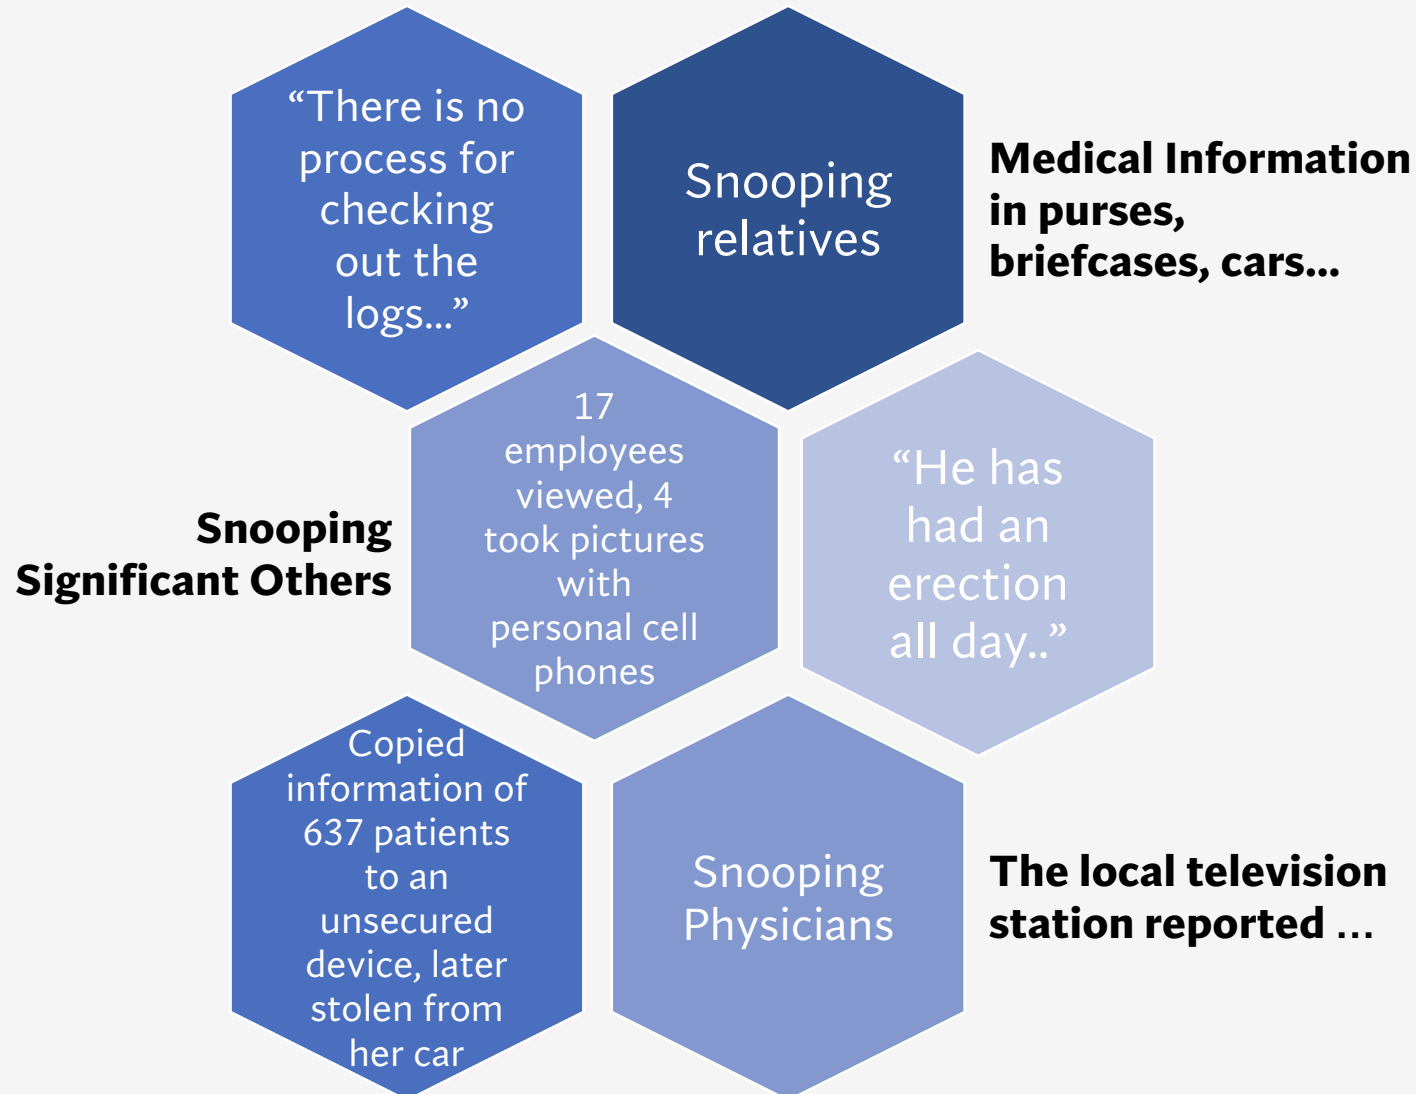 “There is no
process for
checking
out the
logs…”
Snooping
relatives
Medical Information
in purses,
briefcases, cars…
Snooping
Significant Others
17
employees
viewed, 4
took pictures
with
personal cell
phones
“He has
had an
erection
all day..”
Copied
information of
637 patients
to an
unsecured
device, later
stolen from
her car
Snooping
Physicians
The local television
station reported …